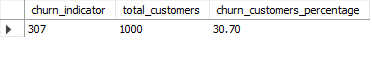 churn_indicator total_customers churn_customers_percentage
307 1000 30.70